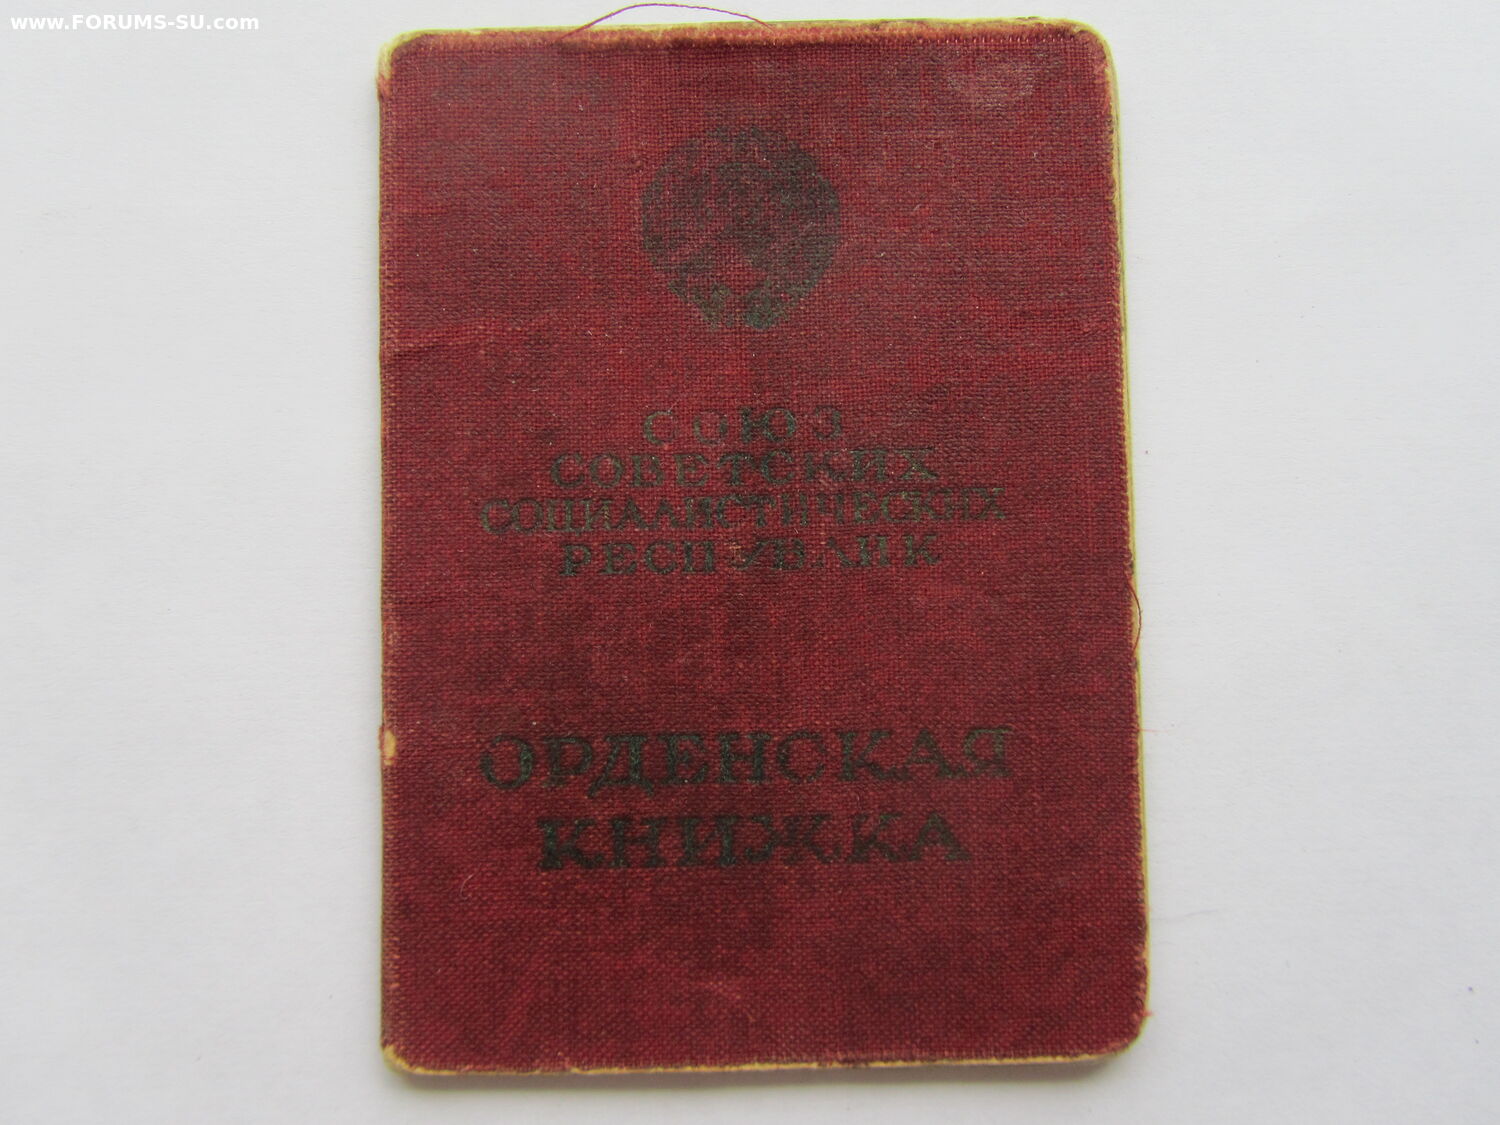 www.FORUMS-SU.com
СОЮЗ
СОВЕТСКИХ
СОЦИАЛИСТИЧЕСКИХ
РЕСПУБЛИК
ОРДЕНСКАЯ
КНИЖКА